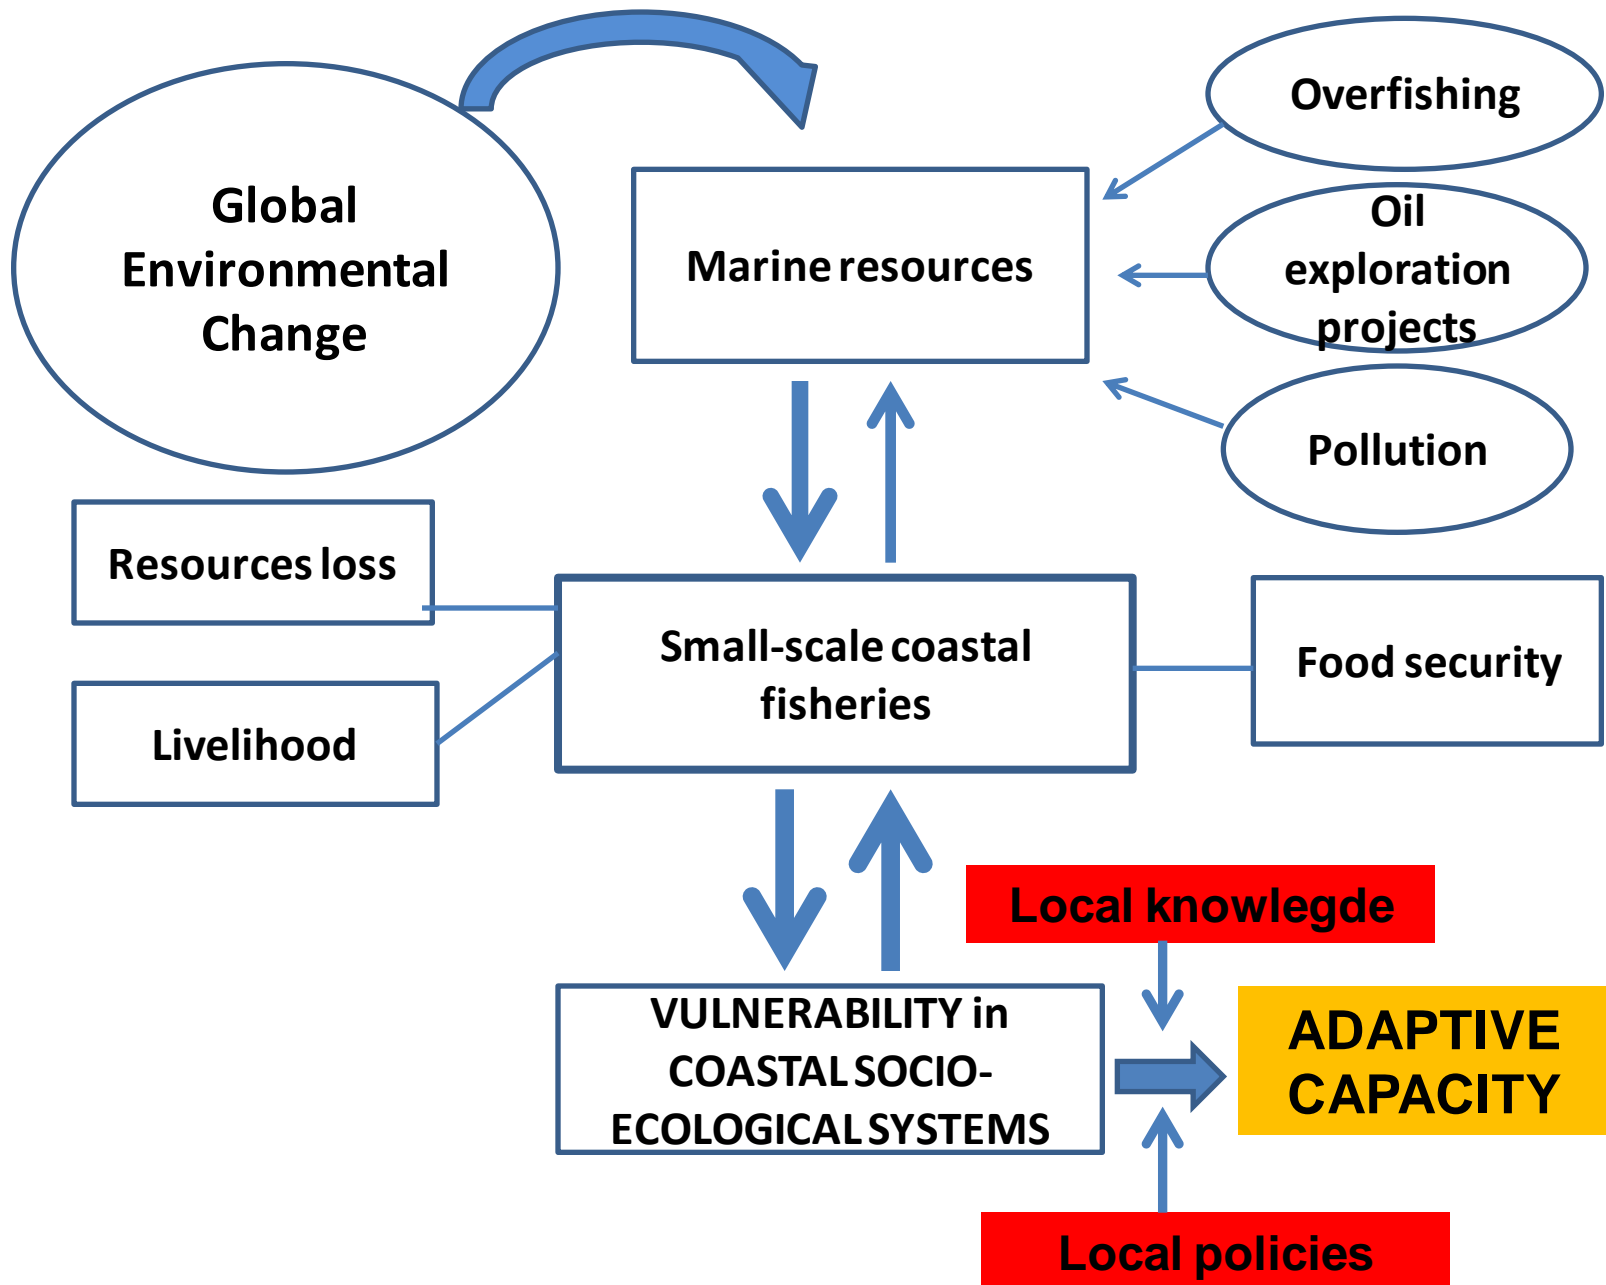 Global
Environmental
Change
Marine resources
Overfishing
Oil
exploration
projects
Pollution
Resources loss
Livelihood
Small-scale coastal
fisheries
Food security
Local knowlegde
VULNERABILITY in
COASTAL SOCIO-
ECOLOGICAL SYSTEMS
ADAPTIVE
CAPACITY
Local policies